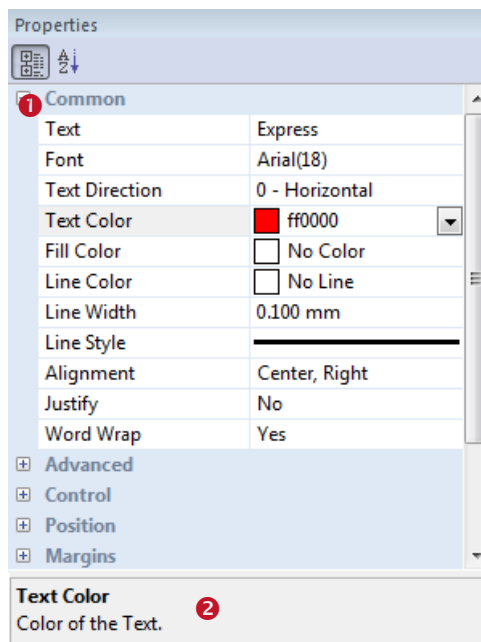 Properties
A Z
1 Common
Text Express
Font Arial(18)
Text Direction 0 - Horizontal
Text Color ff0000
Fill Color No Color
Line Color No Line
Line Width 0.100 mm
Line Style
Alignment Center, Right
Justify No
Word Wrap Yes
Advanced
Control
Position
Margins
Text Color
2
Color of the Text.